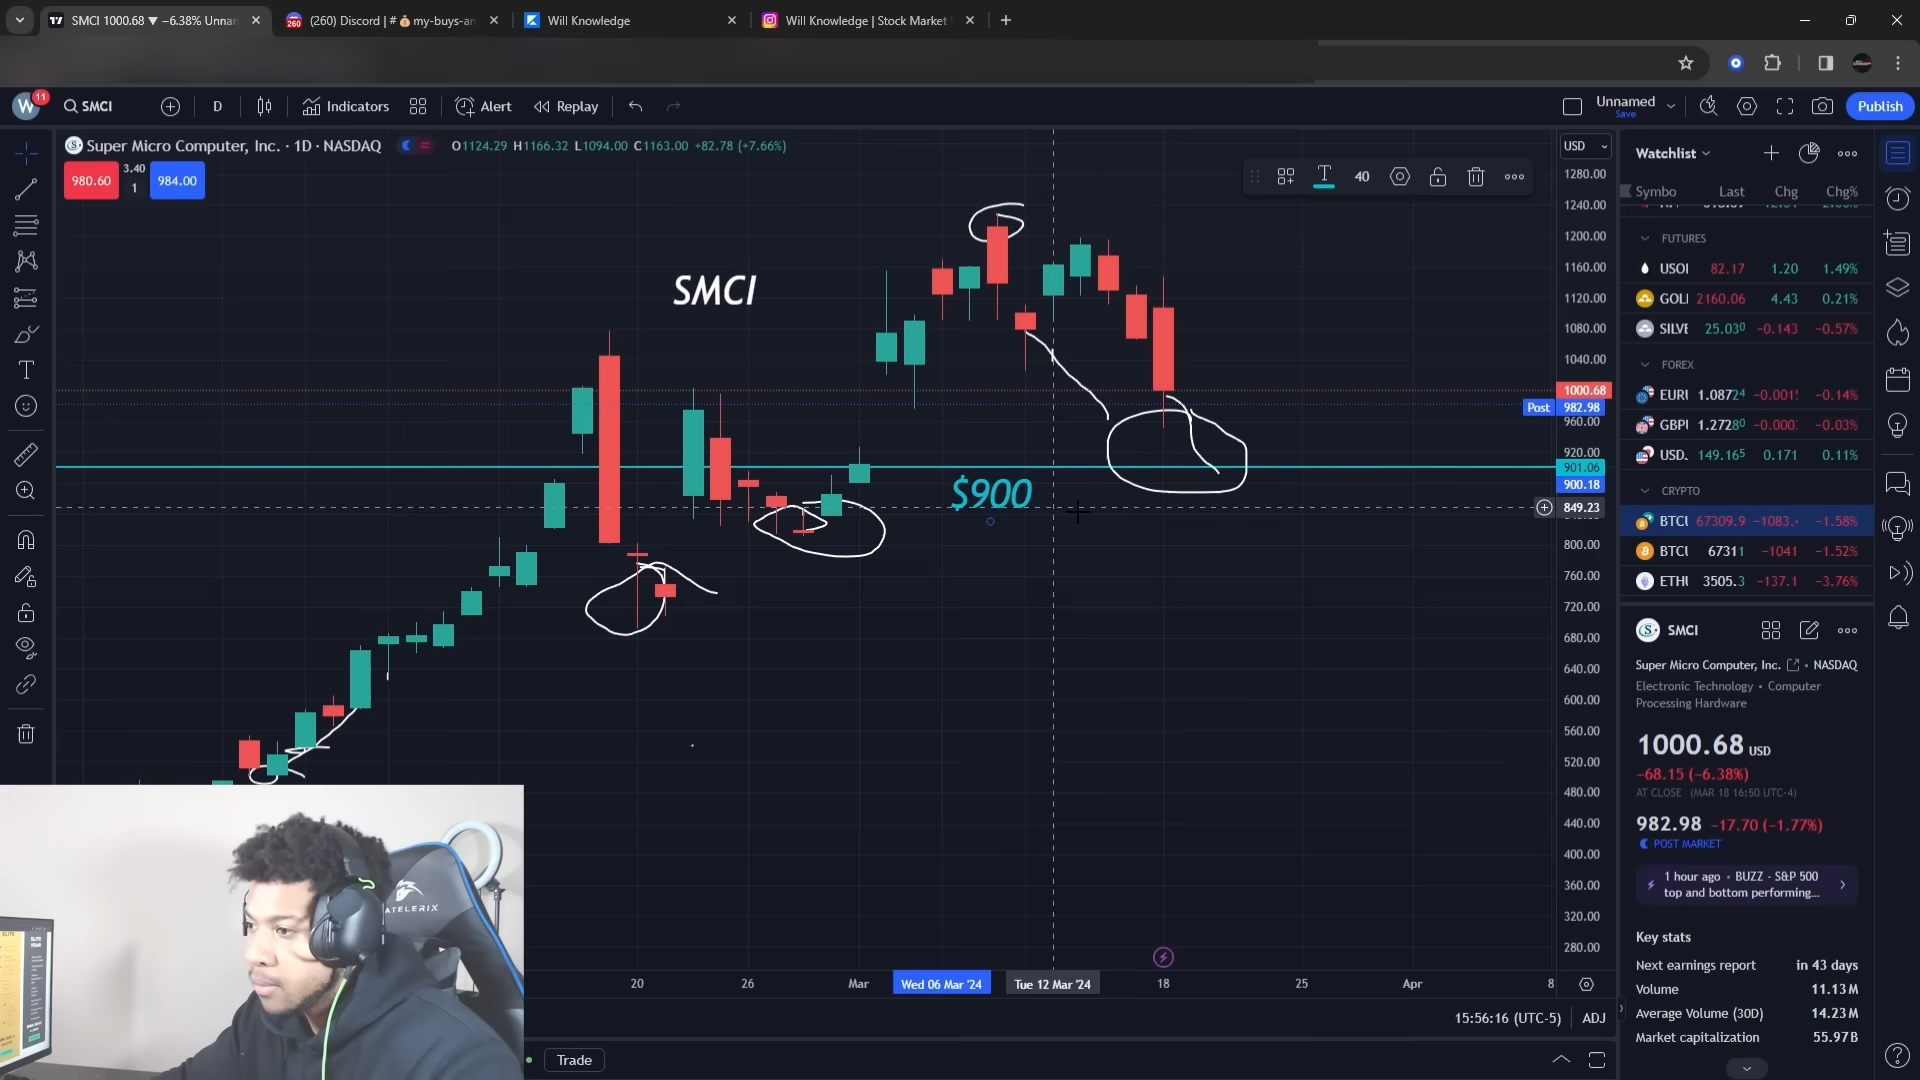 SMCI 1000.68 ▼ −6.38% Unnar
(260) Discord | # 💰my-buys-an
Will Knowledge
Will Knowledge | Stock Market
W 11 SMCI D Indicators Alert Replay Unnamed Save Publish
Super Micro Computer, Inc. · 1D · NASDAQ O1124.29 H1166.32 L1094.00 C1163.00 +82.78 (+7.66%)
980.60 3.40 1 984.00
T 40
USD
SMCI
$900
1280.00
1240.00
1200.00
1160.00
1120.00
1080.00
1040.00
1000.68
Post 982.98
960.00
920.00
901.06
900.18
849.23
800.00
760.00
720.00
680.00
640.00
600.00
560.00
520.00
480.00
440.00
400.00
360.00
320.00
280.00
20 26 Mar Wed 06 Mar '24 Tue 12 Mar '24 18 25 Apr 8
15:56:16 (UTC-5) ADJ
Trade
ATELERIX
Watchlist
Symbo Last Chg Chg%
FUTURES
USOI 82.17 1.20 1.49%
GOLI 2160.06 4.43 0.21%
SILVE 25.030 −0.143 −0.57%
FOREX
EURI 1.08724 −0.14%
GBPI 1.27280 −0.03%
USD. 149.165 0.171 0.11%
CRYPTO
BTCI 67309.9 −1083. −1.58%
BTCI 67311 −1041 −1.52%
ETHI 3505.3 −137.1 −3.76%
SMCI
Super Micro Computer, Inc. • NASDAQ
Electronic Technology • Computer
Processing Hardware
1000.68 USD
−68.15 (−6.38%)
AT CLOSE (MAR 18 16:50 UTC-4)
982.98 −17.70 (−1.77%)
POST MARKET
1 hour ago • BUZZ - S&P 500
top and bottom performing...
Key stats
Next earnings report in 43 days
Volume 11.13M
Average Volume (30D) 14.23M
Market capitalization 55.97B